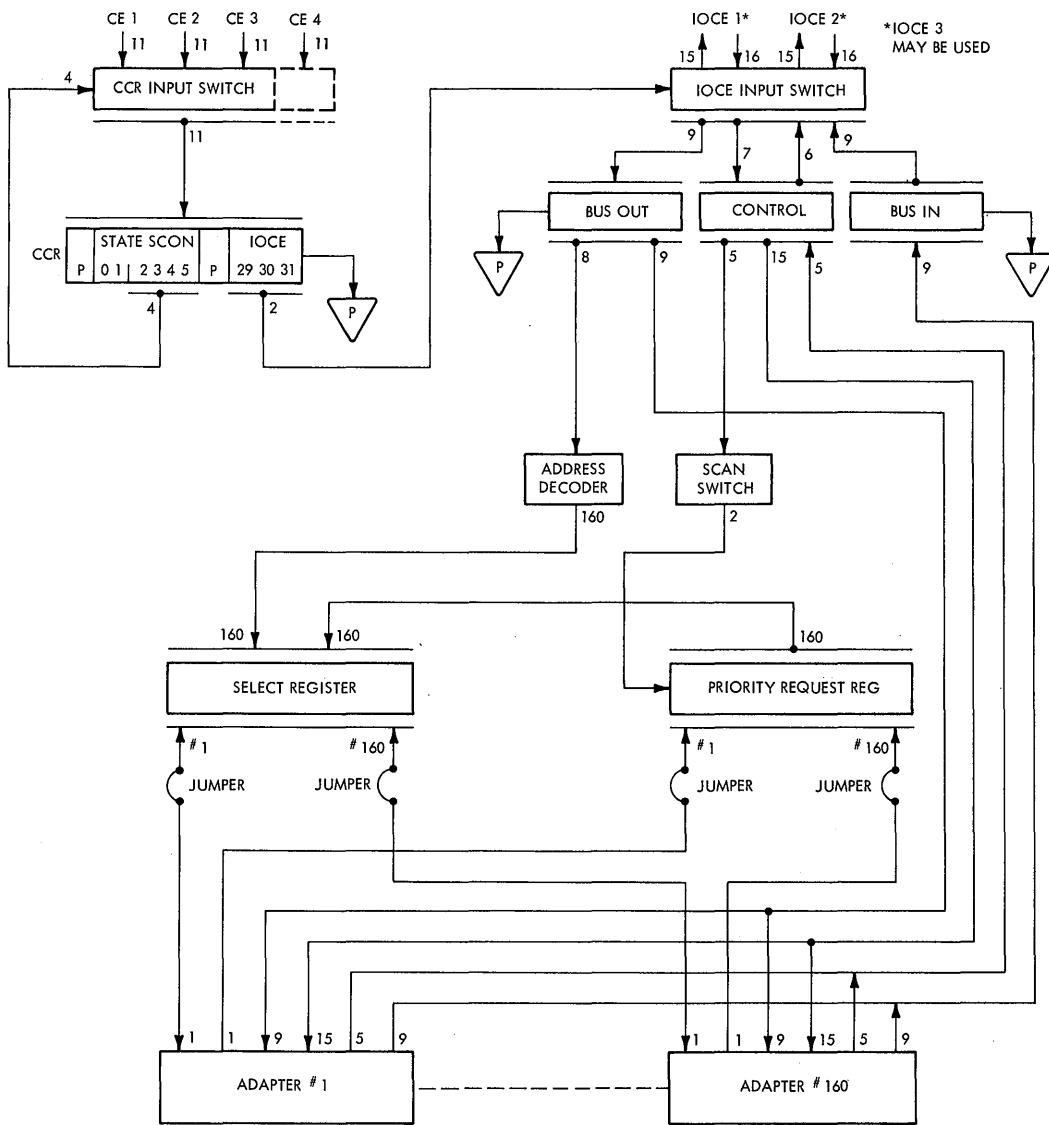 CE 1 CE 2 CE 3 CE 4
11 11 11 11
4
CCR INPUT SWITCH
11
CCR
STATE SCON IOCE
P 0 1 2 3 4 5 P 29 30 31
4 2
P
IOCE 1* IOCE 2*
*IOCE 3
MAY BE USED
15 16 15 16
IOCE INPUT SWITCH
9 7 6 9
BUS OUT CONTROL BUS IN
P 8 9 5 15 5 9 P
ADDRESS
DECODER
160
SCAN
SWITCH
2
160 160 160
SELECT REGISTER PRIORITY REQUEST REG
#1 #160 #1 #160
JUMPER JUMPER JUMPER JUMPER
1 1 9 15 5 9 1 1 9 15 5 9
ADAPTER #1 ADAPTER #160